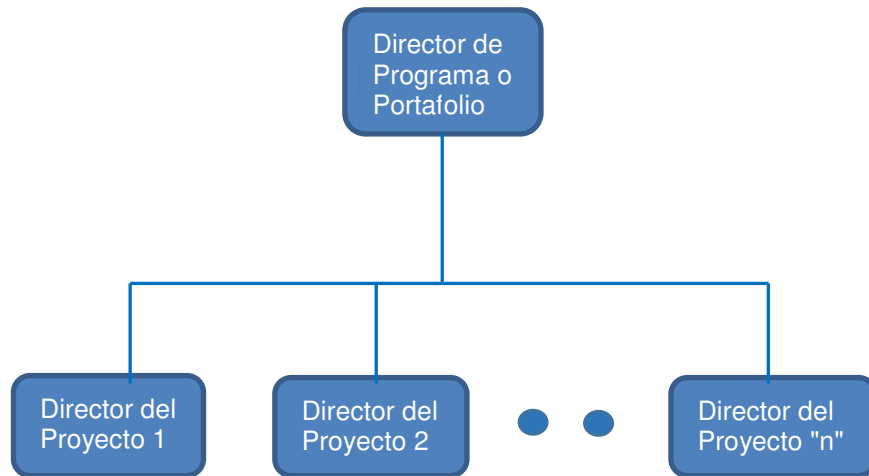 Director de
Programa o
Portafolio
Director del
Proyecto 1
Director del
Proyecto 2
Director del
Proyecto "n"